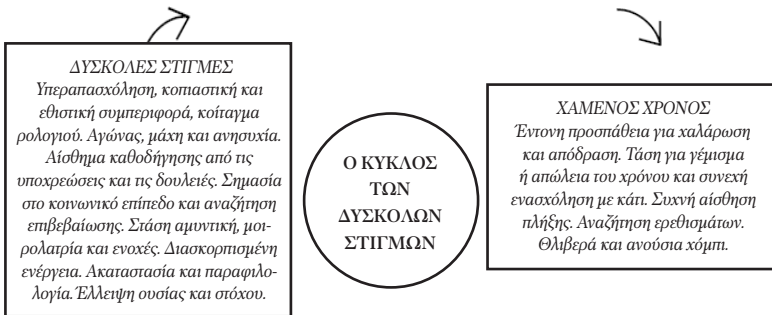 ΔΥΣΚΟΛΕΣ ΣΤΙΓΜΕΣ
Υπεραπασχόληση, κοπιαστική και
εθιστική συμπεριφορά, κοίταγμα
ρολογιού. Αγώνας, μάχη και ανησυχία.
Αίσθημα καθοδήγησης από τις
υποχρεώσεις και τις δουλειές. Σημασία
στο κοινωνικό επίπεδο και αναζήτηση
επιβεβαίωσης. Στάση αμυντική, μοι-
ρολατρία και ενοχές. Διασκορπισμένη
ενέργεια. Ακαταστασία και παραφιλο-
λογία. Έλλειψη ουσίας και στόχου.
Ο ΚΥΚΛΟΣ
ΤΩΝ
ΔΥΣΚΟΛΩΝ
ΣΤΙΓΜΩΝ
ΧΑΜΕΝΟΣ ΧΡΟΝΟΣ
Έντονη προσπάθεια για χαλάρωση
και απόδραση. Τάση για γέμισμα
ή απώλεια του χρόνου και συνεχή
ενασχόληση με κάτι. Συχνή αίσθηση
πλήξης. Αναζήτηση ερεθισμάτων.
Θλιβερά και ανούσια χόμπι.